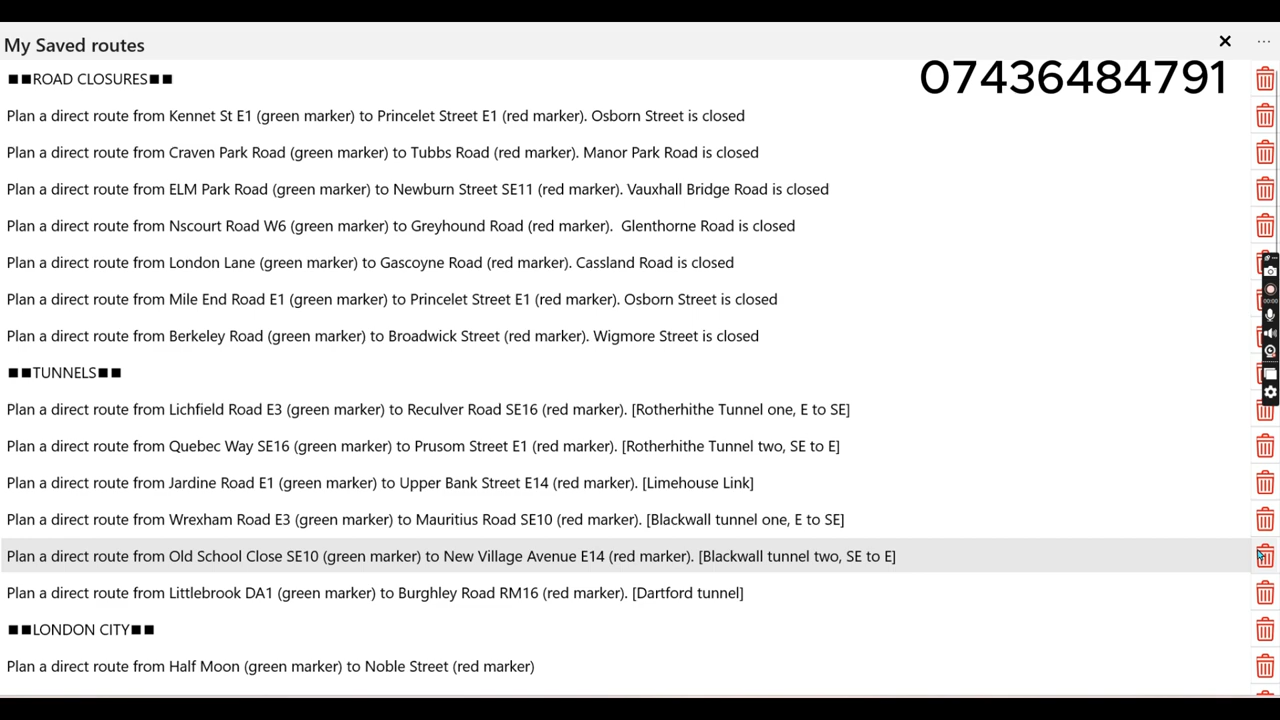 My Saved routes
07436484791
■■ROAD CLOSURES■■
Plan a direct route from Kennet St E1 (green marker) to Princelet Street E1 (red marker). Osborn Street is closed
Plan a direct route from Craven Park Road (green marker) to Tubbs Road (red marker). Manor Park Road is closed
Plan a direct route from ELM Park Road (green marker) to Newburn Street SE11 (red marker). Vauxhall Bridge Road is closed
Plan a direct route from Nscourt Road W6 (green marker) to Greyhound Road (red marker).  Glenthorne Road is closed
Plan a direct route from London Lane (green marker) to Gascoyne Road (red marker). Cassland Road is closed
Plan a direct route from Mile End Road E1 (green marker) to Princelet Street E1 (red marker). Osborn Street is closed
Plan a direct route from Berkeley Road (green marker) to Broadwick Street (red marker). Wigmore Street is closed
■■TUNNELS■■
Plan a direct route from Lichfield Road E3 (green marker) to Reculver Road SE16 (red marker). [Rotherhithe Tunnel one, E to SE]
Plan a direct route from Quebec Way SE16 (green marker) to Prusom Street E1 (red marker). [Rotherhithe Tunnel two, SE to E]
Plan a direct route from Jardine Road E1 (green marker) to Upper Bank Street E14 (red marker). [Limehouse Link]
Plan a direct route from Wrexham Road E3 (green marker) to Mauritius Road SE10 (red marker). [Blackwall tunnel one, E to SE]
Plan a direct route from Old School Close SE10 (green marker) to New Village Avenue E14 (red marker). [Blackwall tunnel two, SE to E]
Plan a direct route from Littlebrook DA1 (green marker) to Burghley Road RM16 (red marker). [Dartford tunnel]
■■LONDON CITY■■
Plan a direct route from Half Moon (green marker) to Noble Street (red marker)
00:00